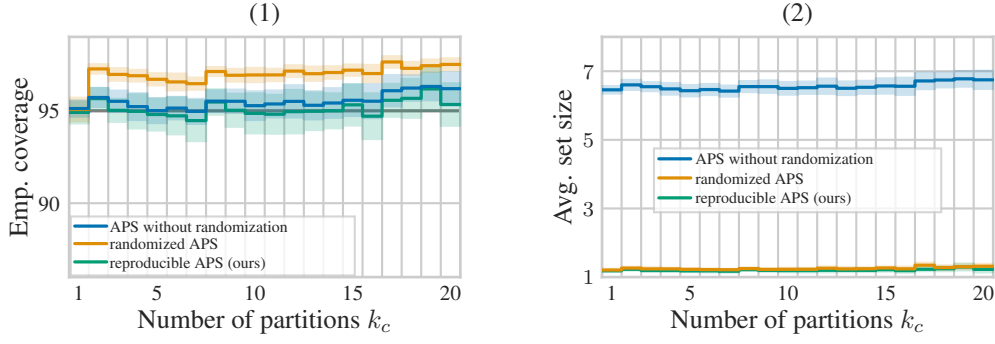 (1)
Emp. coverage
95
90
APS without randomization
randomized APS
reproducible APS (ours)
1
5
10
15
20
Number of partitions k_c
(2)
Avg. set size
7
5
3
1
APS without randomization
randomized APS
reproducible APS (ours)
1
5
10
15
20
Number of partitions k_c